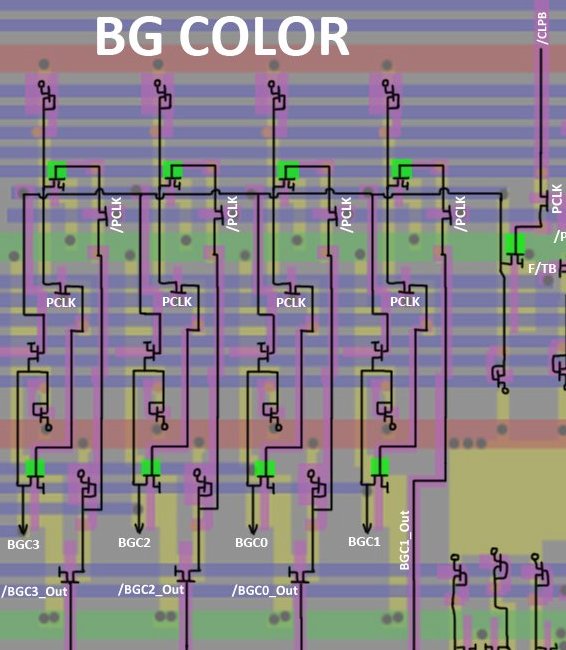 BG COLOR
/CLPB
/PCLK
/PCLK
/PCLK
/PCLK
PCLK
F/TB
PCLK
PCLK
PCLK
PCLK
BGC3
BGC2
BGC0
BGC1
BGC1_Out
/BGC3_Out
/BGC2_Out
/BGC0_Out